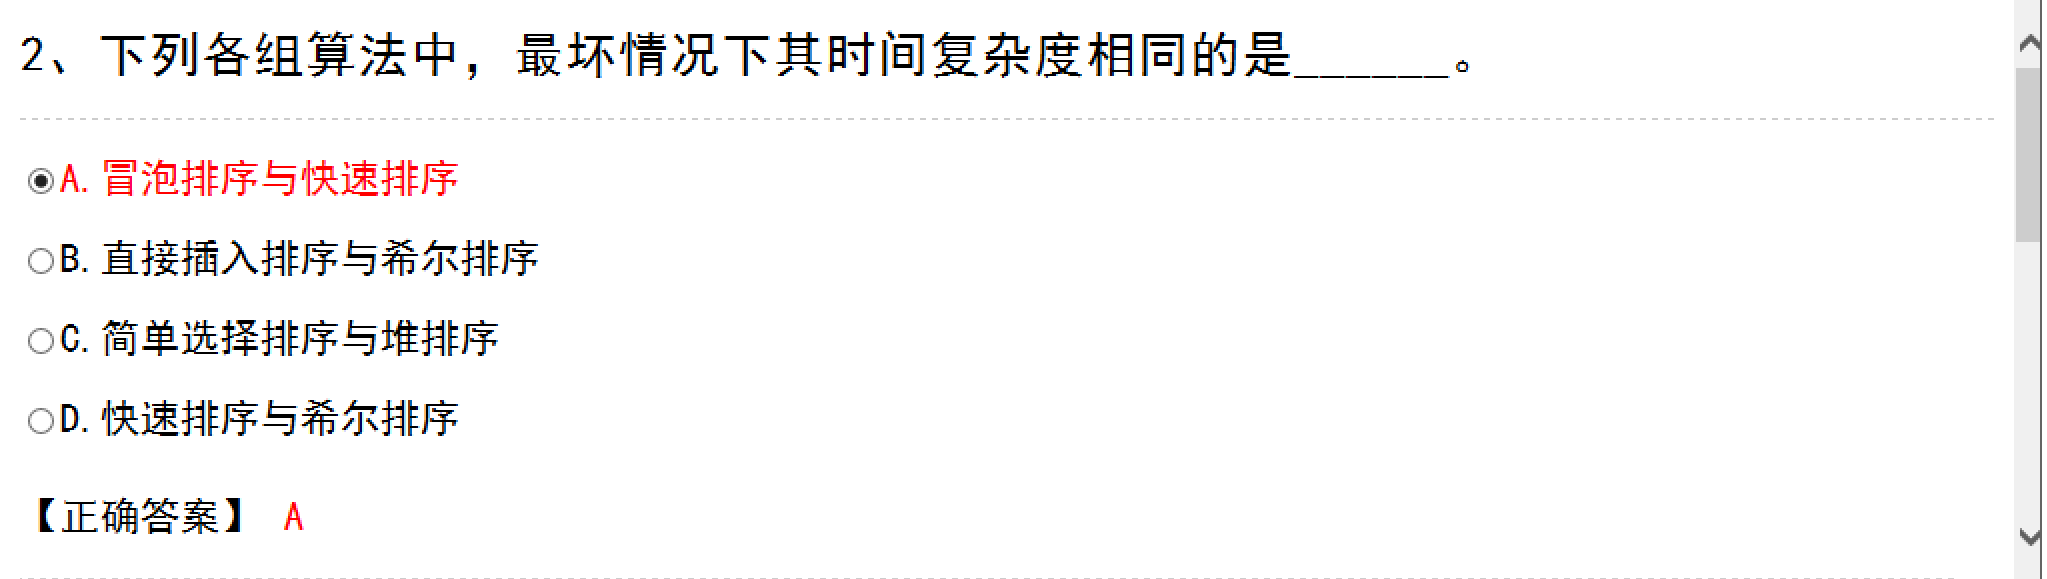 2、下列各组算法中，最坏情况下其时间复杂度相同的是______。
A. 冒泡排序与快速排序
B. 直接插入排序与希尔排序
C. 简单选择排序与堆排序
D. 快速排序与希尔排序
【正确答案】 A